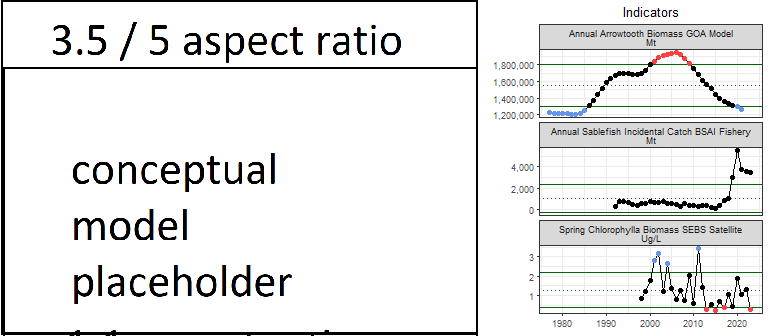 3.5 / 5 aspect ratio
conceptual
model
placeholder
Indicators
Annual Arrowtooth Biomass GOA Model
Mt
1,800,000
1,600,000
1,400,000
1,200,000
Annual Sablefish Incidental Catch BSAI Fishery
Mt
4,000
2,000
0
Spring Chlorophylla Biomass SEBS Satellite
Ug/L
3
2
1
1980 1990 2000 2010 2020